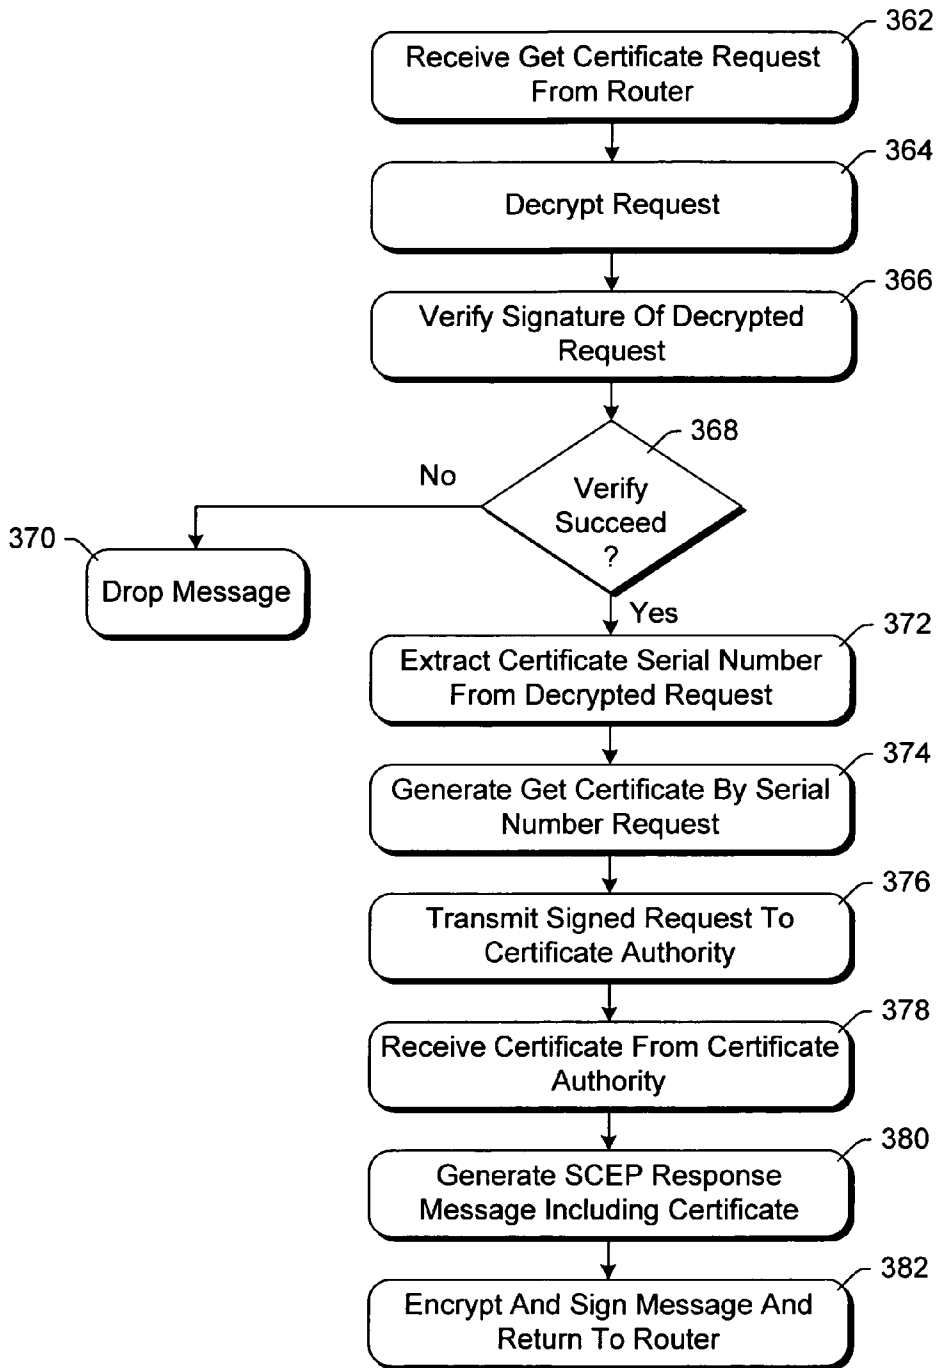 362
Receive Get Certificate Request
From Router
364
Decrypt Request
366
Verify Signature Of Decrypted
Request
368
No
Verify
Succeed
?
370
Drop Message
Yes
372
Extract Certificate Serial Number
From Decrypted Request
374
Generate Get Certificate By Serial
Number Request
376
Transmit Signed Request To
Certificate Authority
378
Receive Certificate From Certificate
Authority
380
Generate SCEP Response
Message Including Certificate
382
Encrypt And Sign Message And
Return To Router